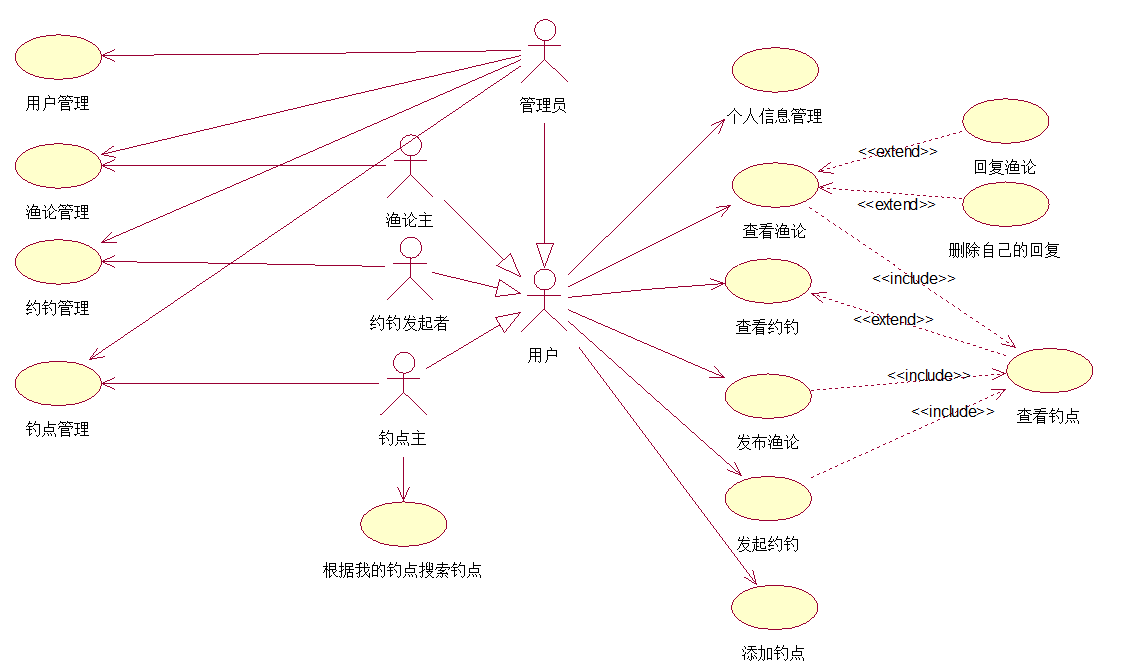 管理员
用户管理
个人信息管理
<<extend>>
回复渔论
渔论管理
渔论主
查看渔论
<<extend>>
删除自己的回复
<<include>>
约钓管理
约钓发起者
查看约钓
<<extend>>
用户
<<include>>
<<include>>
查看钓点
钓点管理
钓点主
发布渔论
发起约钓
根据我的钓点搜索钓点
添加钓点